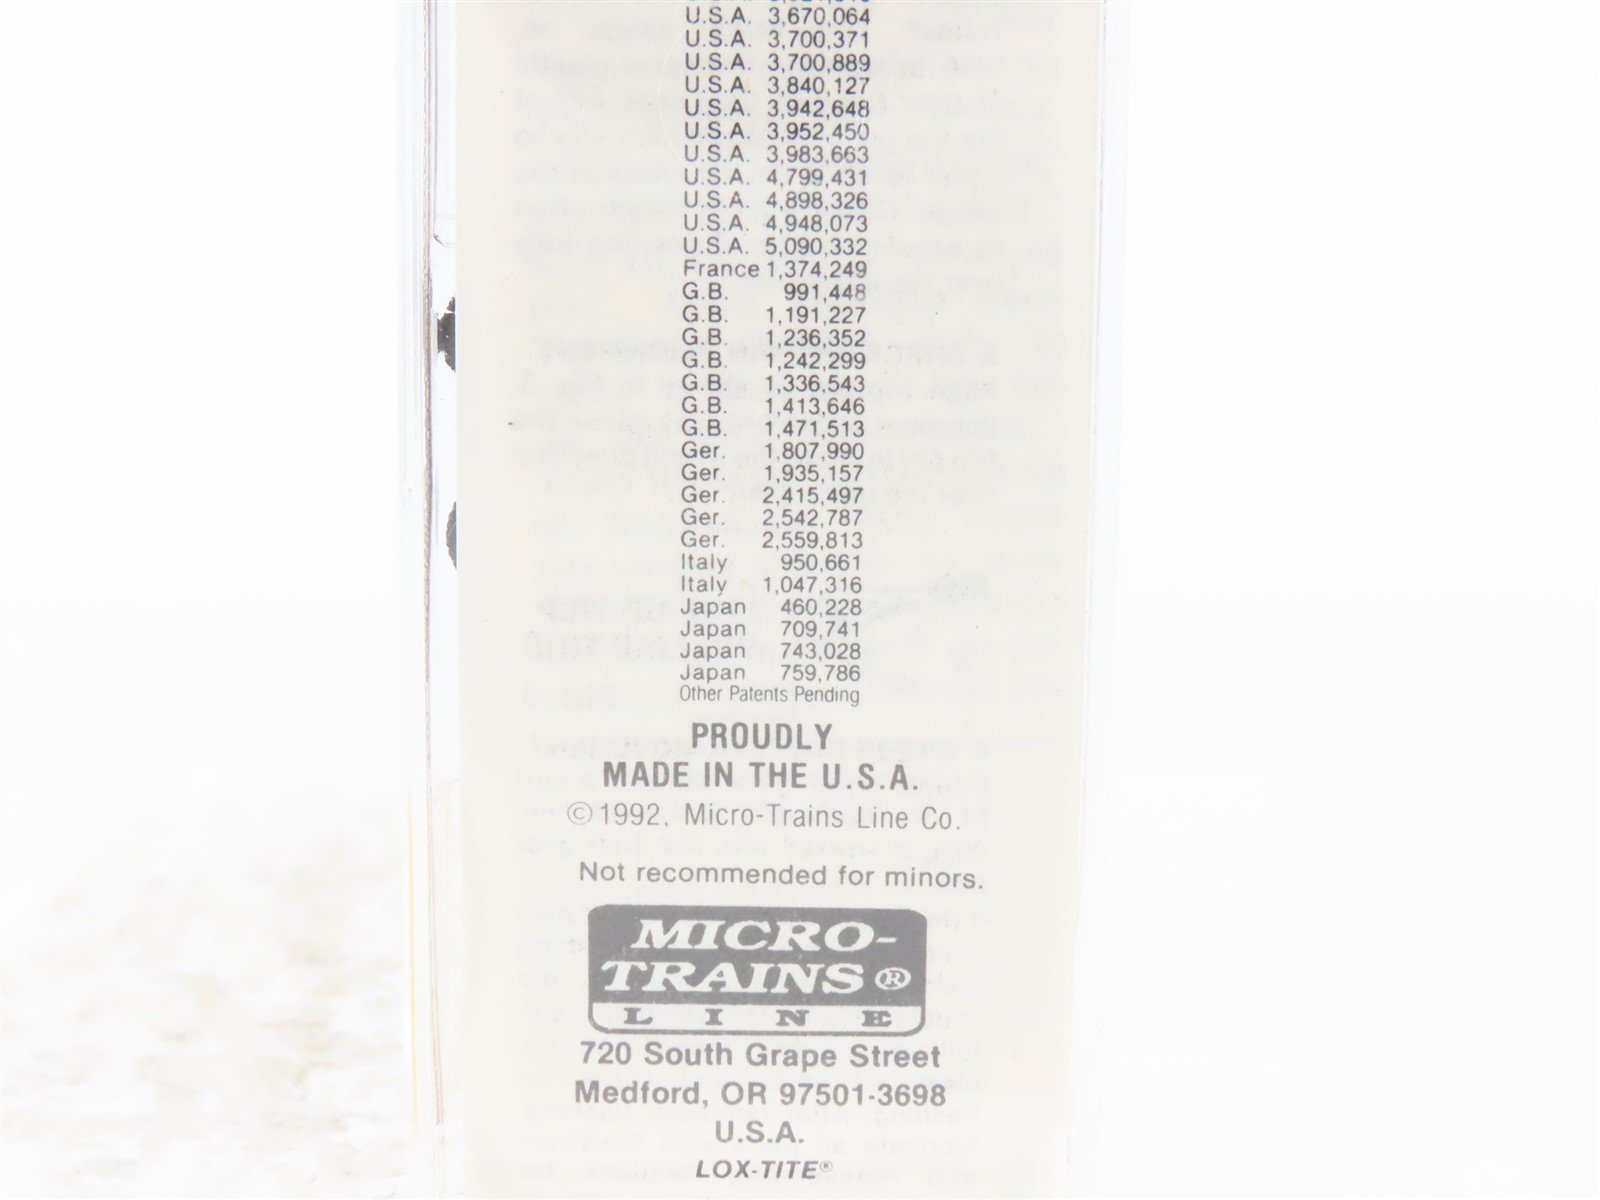 U.S.A. 3,670,064
U.S.A. 3,700,371
U.S.A. 3,700,889
U.S.A. 3,840,127
U.S.A. 3,942,648
U.S.A. 3,952,450
U.S.A. 3,983,663
U.S.A. 4,799,431
U.S.A. 4,898,326
U.S.A. 4,948,073
U.S.A. 5,090,332
France 1,374,249
G.B. 991,448
G.B. 1,191,227
G.B. 1,236,352
G.B. 1,242,299
G.B. 1,336,543
G.B. 1,413,646
G.B. 1,471,513
Ger. 1,807,990
Ger. 1,935,157
Ger. 2,415,497
Ger. 2,542,787
Ger. 2,559,813
Italy 950,661
Italy 1,047,316
Japan 460,228
Japan 709,741
Japan 743,028
Japan 759,786
Other Patents Pending
PROUDLY
MADE IN THE U.S.A.
©1992, Micro-Trains Line Co.
Not recommended for minors.
MICRO-
TRAINS®
LINE
720 South Grape Street
Medford, OR 97501-3698
U.S.A.
LOX-TITE®